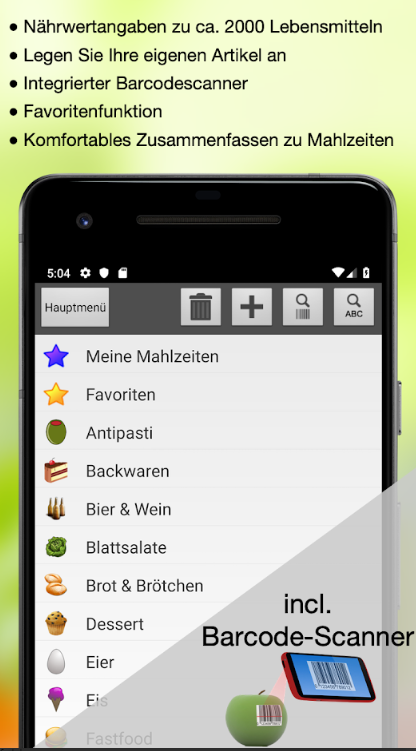 ● Nährwertangaben zu ca. 2000 Lebensmitteln
● Legen Sie Ihre eigenen Artikel an
● Integrierter Barcodescanner
● Favoritenfunktion
● Komfortables Zusammenfassen zu Mahlzeiten
5:04
Hauptmenü
ABC
Meine Mahlzeiten
Favoriten
Antipasti
Backwaren
Bier & Wein
Blattsalate
Brot & Brötchen
Dessert
Eier
Eis
Fastfood
incl.
Barcode-Scanner